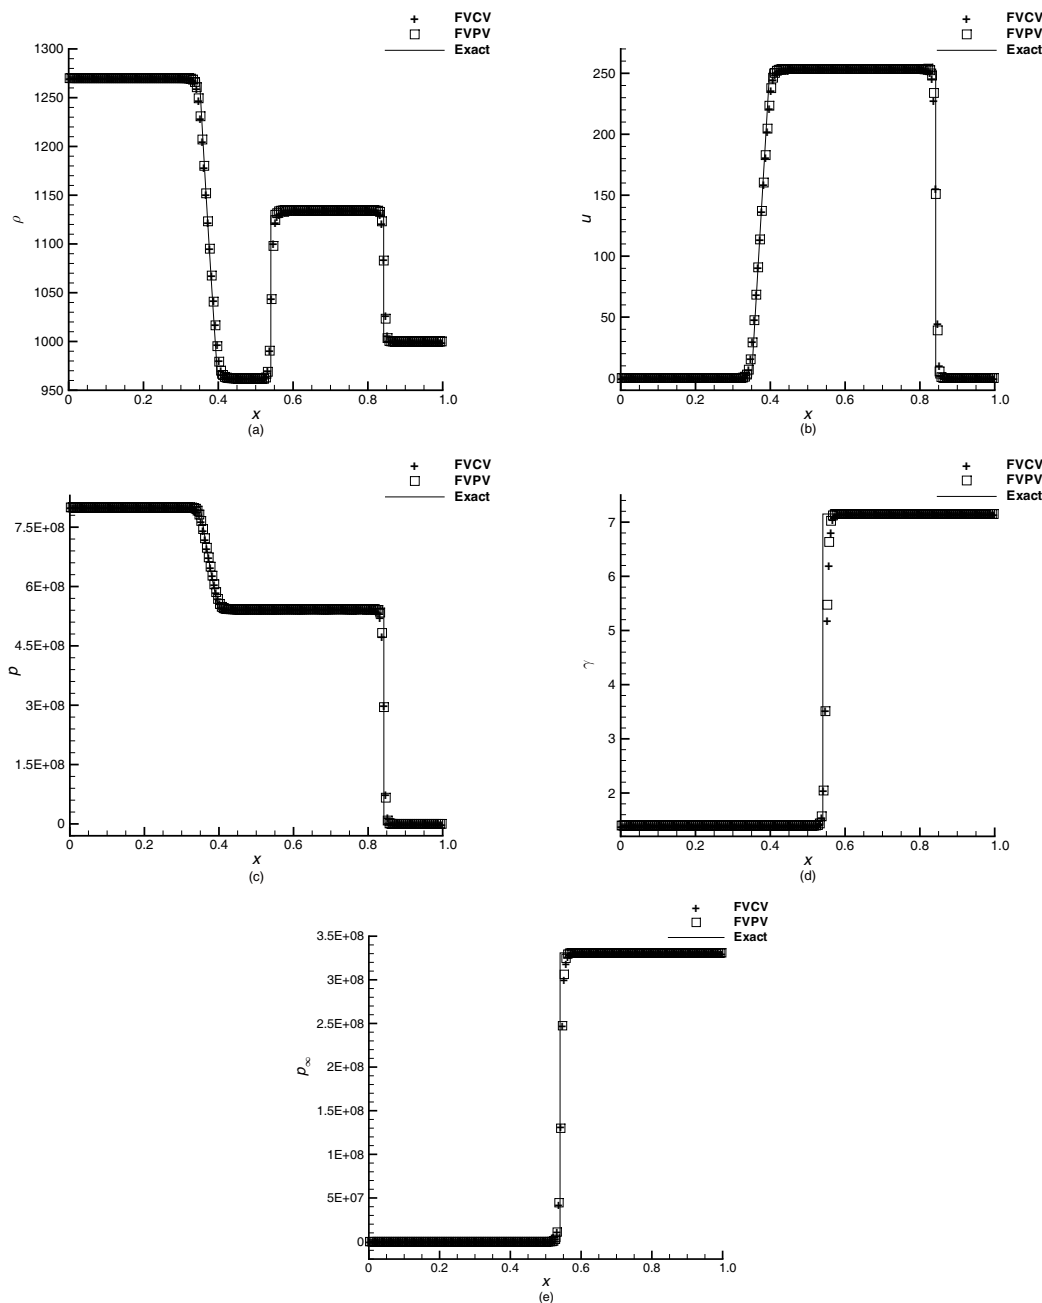 FVCV
FVPV
Exact
1300
1250
1200
1150
1100
1050
1000
950
ρ
0 0.2 0.4 0.6 0.8 1.0
x
(a)
FVCV
FVPV
Exact
250
200
150
100
50
0
u
0 0.2 0.4 0.6 0.8 1.0
x
(b)
FVCV
FVPV
Exact
7.5E+08
6E+08
4.5E+08
3E+08
1.5E+08
0
p
0 0.2 0.4 0.6 0.8 1.0
x
(c)
FVCV
FVPV
Exact
7
6
5
4
3
2
γ
0 0.2 0.4 0.6 0.8 1.0
x
(d)
FVCV
FVPV
Exact
3.5E+08
3E+08
2.5E+08
2E+08
1.5E+08
1E+08
5E+07
0
p∞
0 0.2 0.4 0.6 0.8 1.0
x
(e)